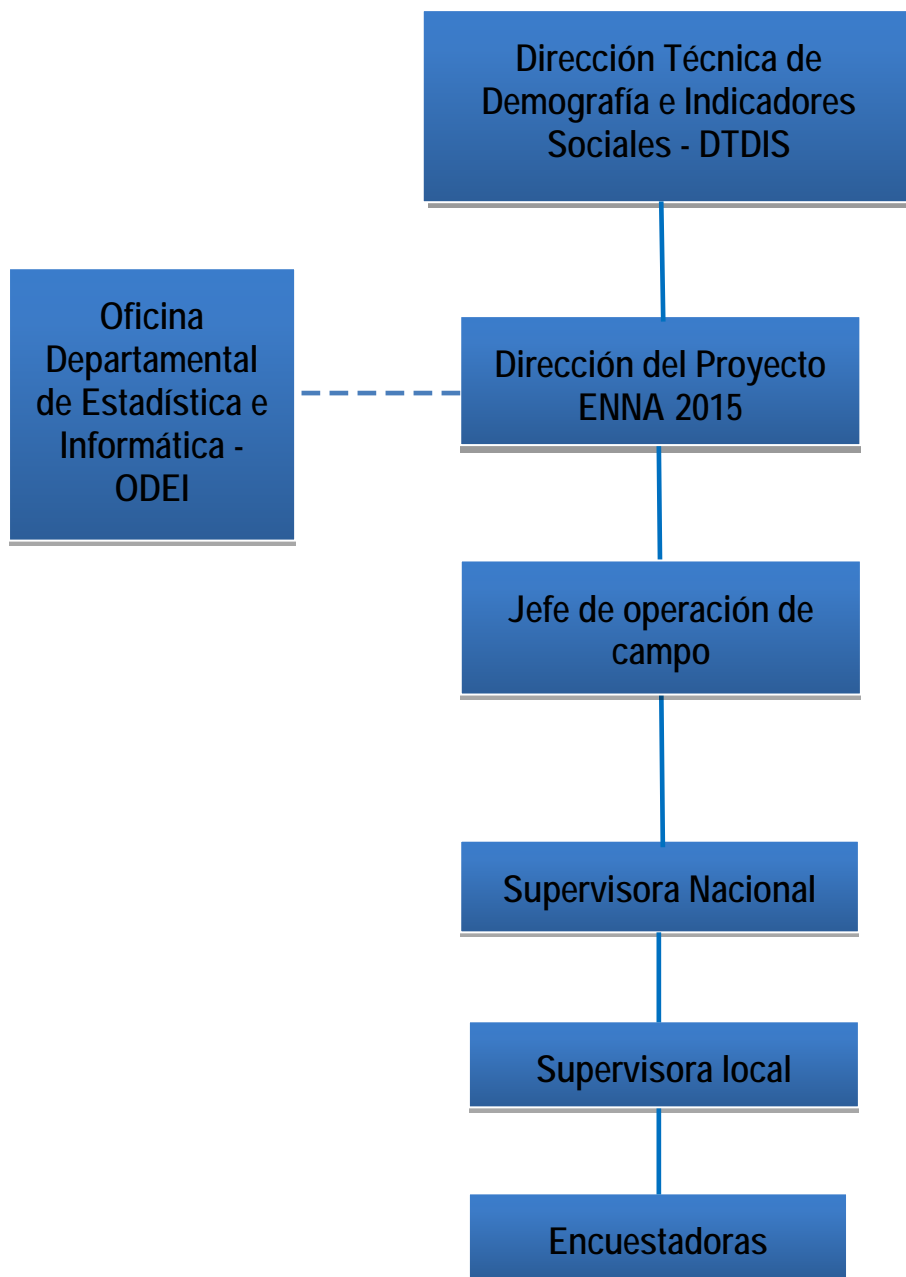 Dirección Técnica de
Demografía e Indicadores
Sociales - DTDIS
Oficina
Departamental
de Estadística e
Informática -
ODEI
Dirección del Proyecto
ENNA 2015
Jefe de operación de
campo
Supervisora Nacional
Supervisora local
Encuestadoras